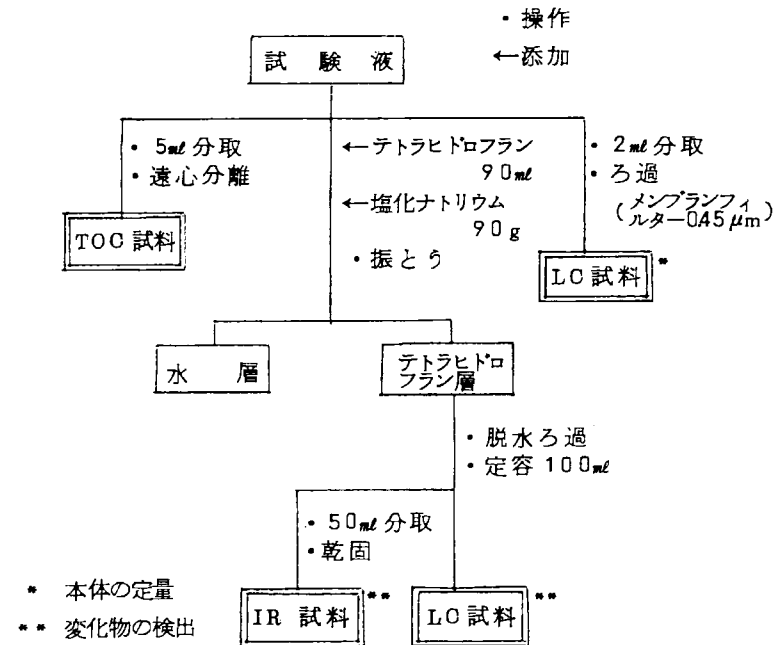 ・操作
←添加
試験液
・5ml分取
・遠心分離
TOC試料
←テトラヒドロフラン
90ml
←塩化ナトリウム
90g
・振とう
・2ml分取
・ろ過
(メンブランフィ
ルター0.45μm)
LC試料*
水層
テトラヒドロ
フラン層
・脱水ろ過
・定容100ml
・50ml分取
・乾固
IR試料**
LC試料**
* 本体の定量
** 変化物の検出